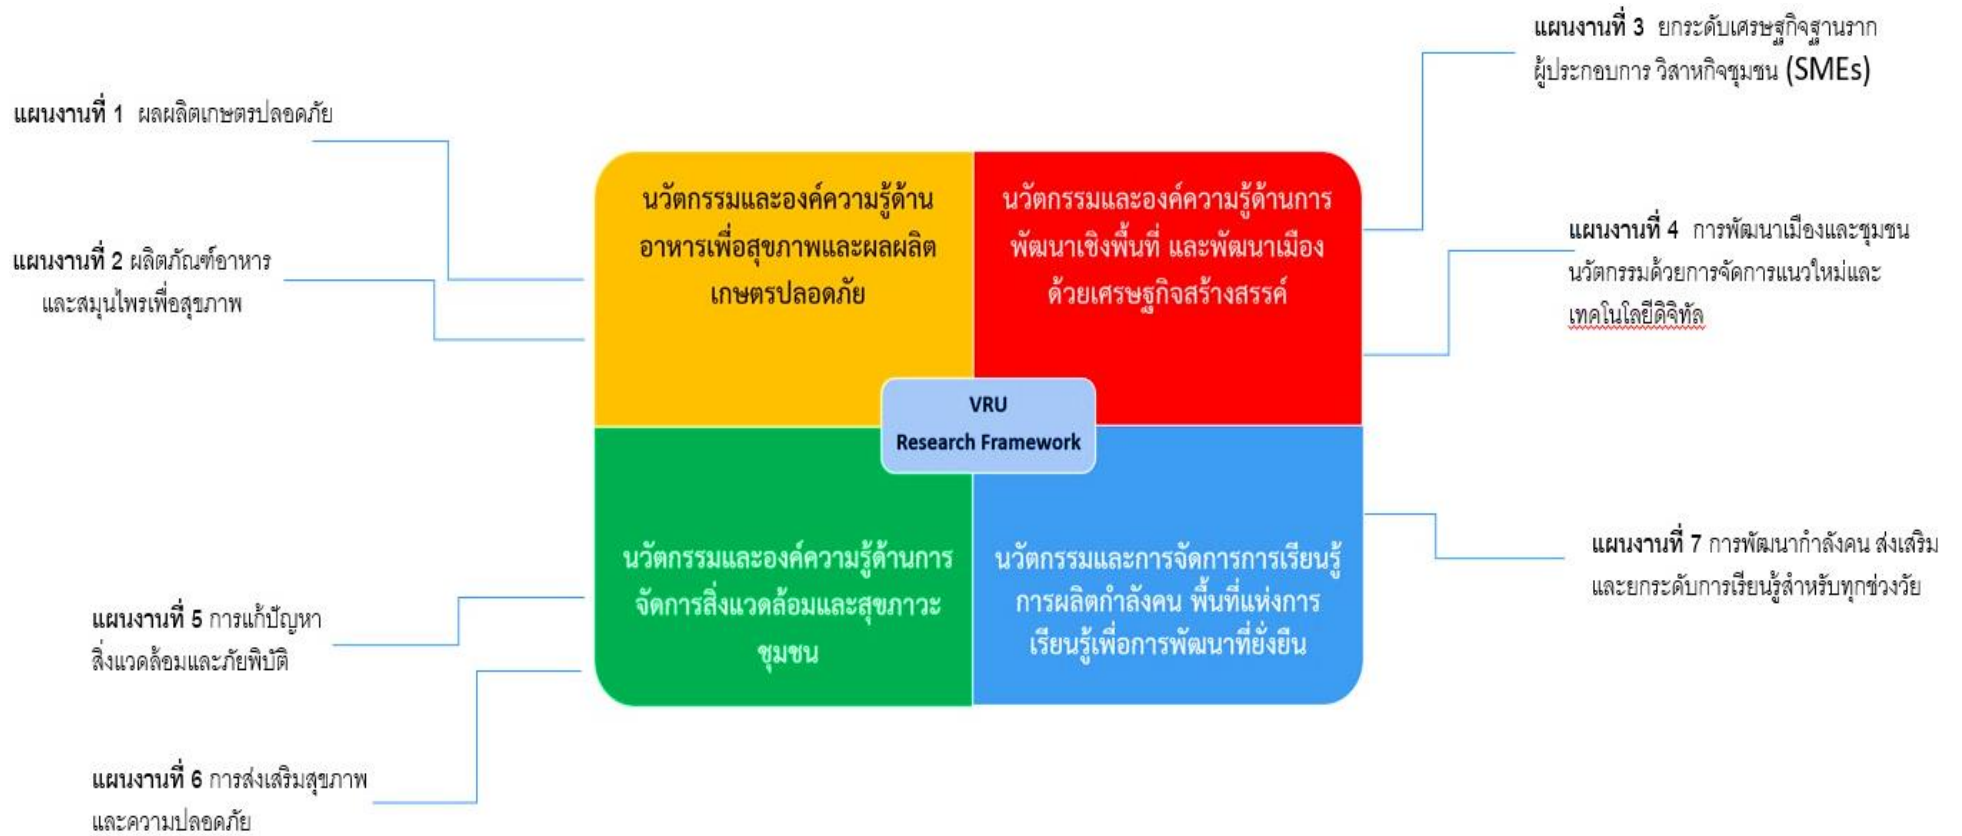 แผนงานที่ 1 ผลผลิตเกษตรปลอดภัย
แผนงานที่ 2 ผลิตภัณฑ์อาหาร
และสมุนไพรเพื่อสุขภาพ
นวัตกรรมและองค์ความรู้ด้าน
อาหารเพื่อสุขภาพและผลผลิต
เกษตรปลอดภัย
นวัตกรรมและองค์ความรู้ด้านการ
พัฒนาเชิงพื้นที่ และพัฒนาเมือง
ด้วยเศรษฐกิจสร้างสรรค์
แผนงานที่ 3 ยกระดับเศรษฐกิจฐานราก
ผู้ประกอบการ วิสาหกิจชุมชน (SMEs)
แผนงานที่ 4 การพัฒนาเมืองและชุมชน
นวัตกรรมด้วยการจัดการแนวใหม่และ
เทคโนโลยีดิจิทัล
VRU
Research Framework
นวัตกรรมและองค์ความรู้ด้านการ
จัดการสิ่งแวดล้อมและสุขภาวะ
ชุมชน
นวัตกรรมและการจัดการการเรียนรู้
การผลิตกำลังคน พื้นที่แห่งการ
เรียนรู้เพื่อการพัฒนาที่ยั่งยืน
แผนงานที่ 5 การแก้ปัญหา
สิ่งแวดล้อมและภัยพิบัติ
แผนงานที่ 6 การส่งเสริมสุขภาพ
และความปลอดภัย
แผนงานที่ 7 การพัฒนากำลังคน ส่งเสริม
และยกระดับการเรียนรู้สำหรับทุกช่วงวัย